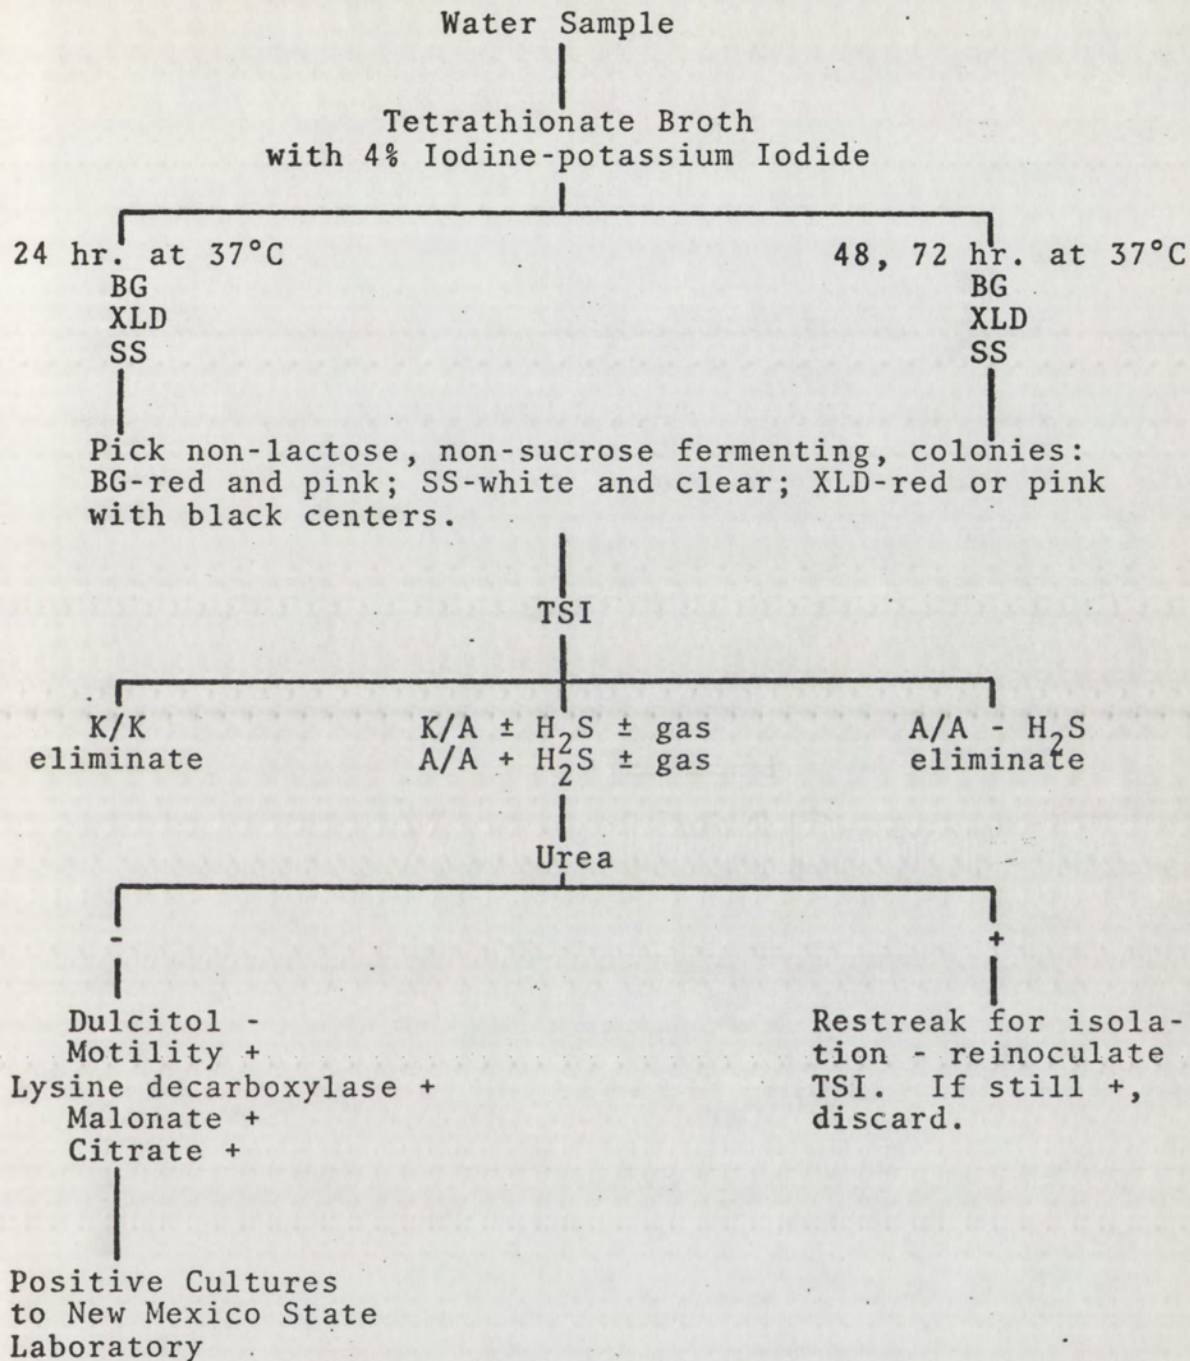 Water Sample
Tetrathionate Broth
with 4% Iodine-potassium Iodide
24 hr. at 37°C
BG
XLD
SS
48, 72 hr. at 37°C
BG
XLD
SS
Pick non-lactose, non-sucrose fermenting, colonies:
BG-red and pink; SS-white and clear; XLD-red or pink
with black centers.
TSI
K/K
eliminate
K/A ± H₂S ± gas
A/A + H₂S ± gas
A/A - H₂S
eliminate
Urea
-
+
Dulcitol -
Motility +
Lysine decarboxylase +
Malonate +
Citrate +
Restreak for isola-
tion - reinoculate
TSI. If still +,
discard.
Positive Cultures
to New Mexico State
Laboratory